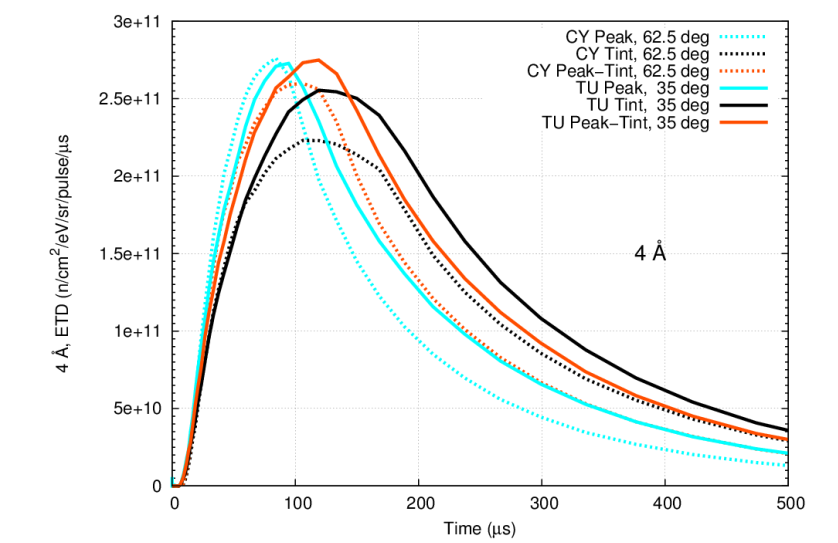 3e+11
2.5e+11
2e+11
1.5e+11
1e+11
5e+10
0
4 Å, ETD (n/cm²/eV/sr/pulse/μs)
CY Peak, 62.5 deg
CY Tint, 62.5 deg
CY Peak−Tint, 62.5 deg
TU Peak, 35 deg
TU Tint, 35 deg
TU Peak−Tint, 35 deg
4 Å
0 100 200 300 400 500
Time (μs)